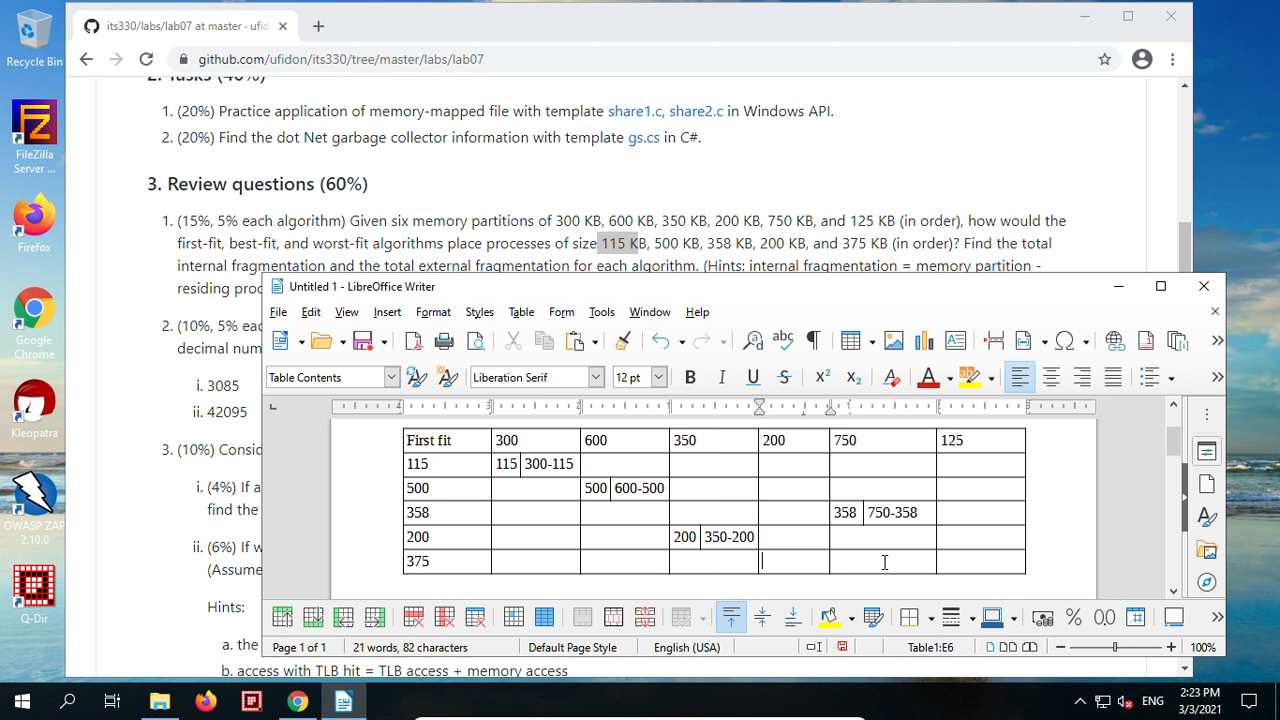 Recycle Bin
FileZilla
Server ...
Firefox
Google
Chrome
Kleopatra
OWASP ZAP
2.10.0
Q-Dir
its330/labs/lab07 at master · ufid
github.com/ufidon/its330/tree/master/labs/lab07
2. Tasks (40%)
1. (20%) Practice application of memory-mapped file with template share1.c, share2.c in Windows API.
2. (20%) Find the dot Net garbage collector information with template gs.cs in C#.
3. Review questions (60%)
1. (15%, 5% each algorithm) Given six memory partitions of 300 KB, 600 KB, 350 KB, 200 KB, 750 KB, and 125 KB (in order), how would the
first-fit, best-fit, and worst-fit algorithms place processes of size 115 KB, 500 KB, 358 KB, 200 KB, and 375 KB (in order)? Find the total
internal fragmentation and the total external fragmentation for each algorithm. (Hints: internal fragmentation = memory partition -
residing proc
2. (10%, 5% eac
decimal num
i. 3085
ii. 42095
3. (10%) Consid
i. (4%) If a
find the
ii. (6%) If w
(Assume
Hints:
a. the
b. access with TLB hit = TLB access + memory access
Untitled 1 - LibreOffice Writer
File Edit View Insert Format Styles Table Form Tools Window Help
Table Contents Liberation Serif 12 pt
First fit 300 600 350 200 750 125
115 115 300-115
500 500 600-500
358 358 750-358
200 200 350-200
375
Page 1 of 1 21 words, 82 characters Default Page Style English (USA) Table1:E6 100%
ENG
2:23 PM
3/3/2021